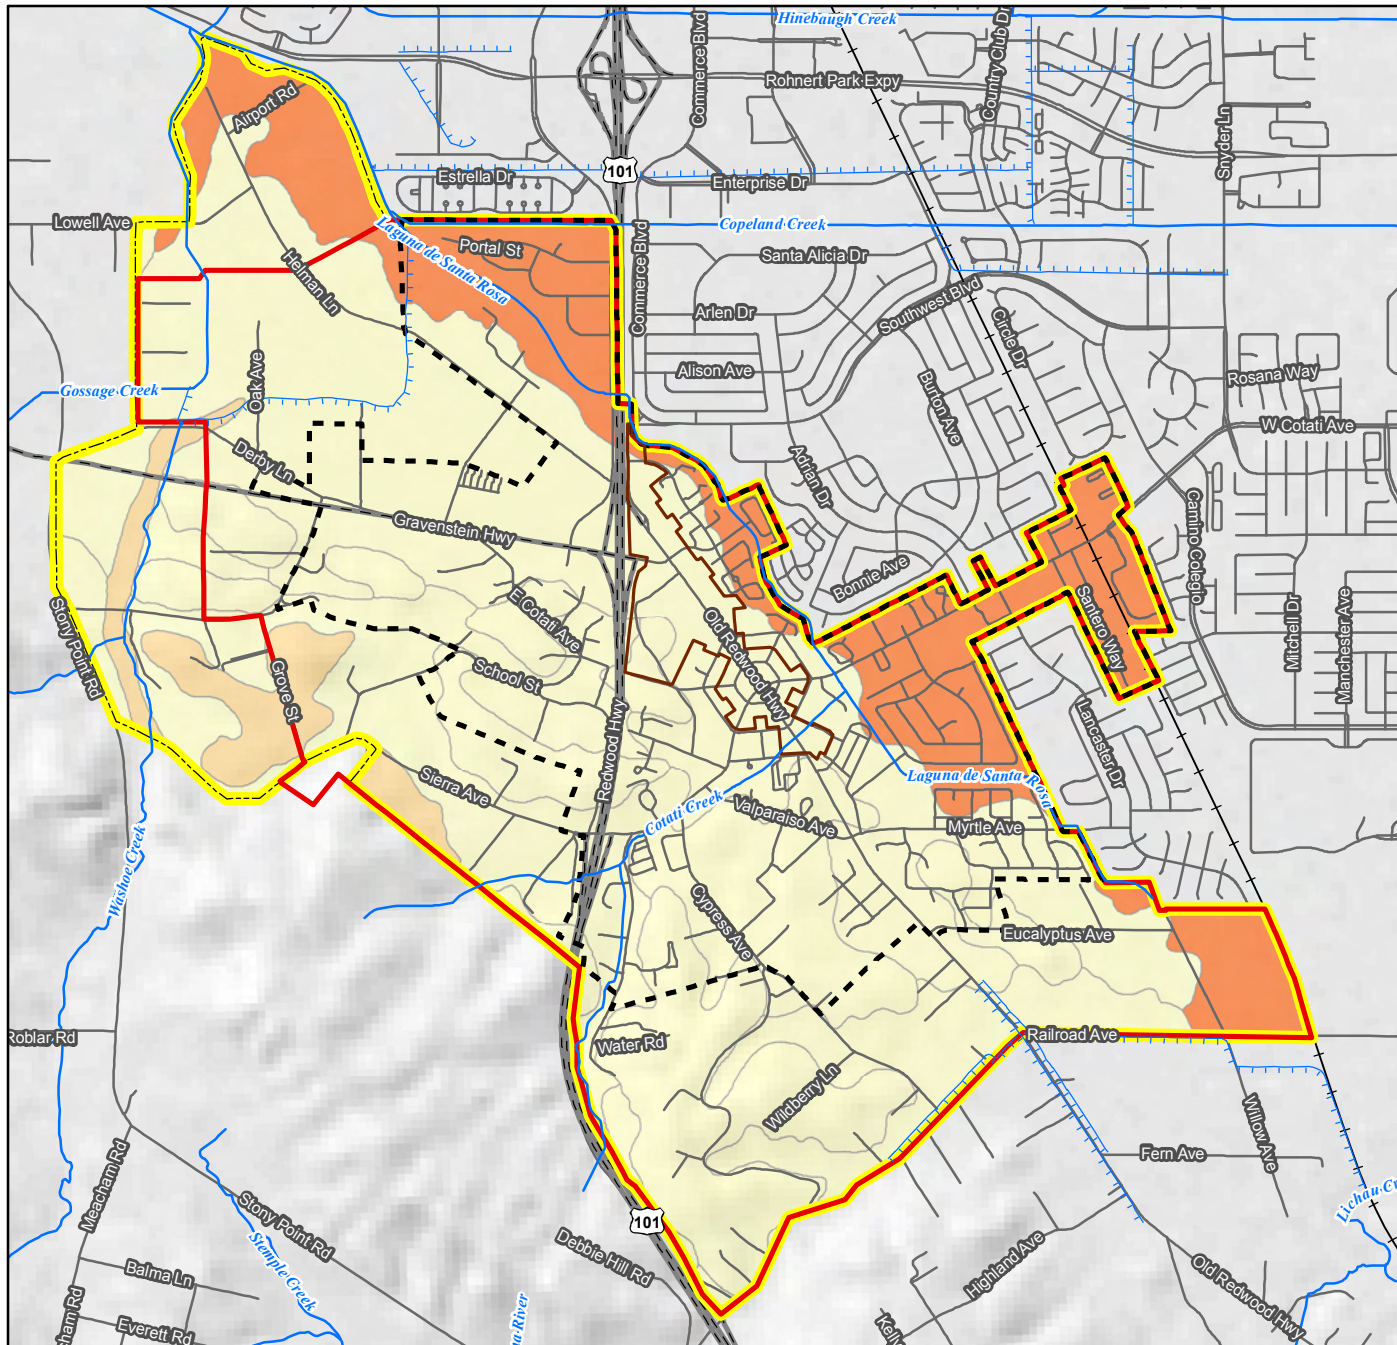 Hinebaugh Creek
Commerce Blvd
Country Club Dr
Rohnert Park Expy
Airport Rd
Snyder Ln
101
Estrella Dr
Enterprise Dr
Lowell Ave
Copeland Creek
Laguna de Santa Rosa
Portal St
Commerce Blvd
Santa Alicia Dr
Helman Ln
Southwest Blvd
Arlen Dr
Circle Dr
Gossage Creek
Oak Ave
Alison Ave
Burton Ave
Rosana Way
W Cotati Ave
Derby Ln
Adrian Dr
Gravenstein Hwy
Camino Colegio
Bonnie Ave
Stony Point Rd
E Cotati Ave
Old Redwood Hwy
Santero Way
Mitchell Dr
Manchester Ave
School St
Grove St
Redwood Hwy
Lancaster Dr
Sierra Ave
Laguna de Santa Rosa
Cotati Creek
Valparaiso Ave
Myrtle Ave
Washoe Creek
Cypress Ave
Eucalyptus Ave
Roblar Rd
Water Rd
Railroad Ave
Wildberry Ln
Willow Ave
Fern Ave
Meacham Rd
Lichau Cr
Stony Point Rd
101
Stemple Creek
Debbie Hill Rd
Highland Ave
Old Redwood Hwy
Balma Ln
sham Rd
Everett Rd
a River
Kelly